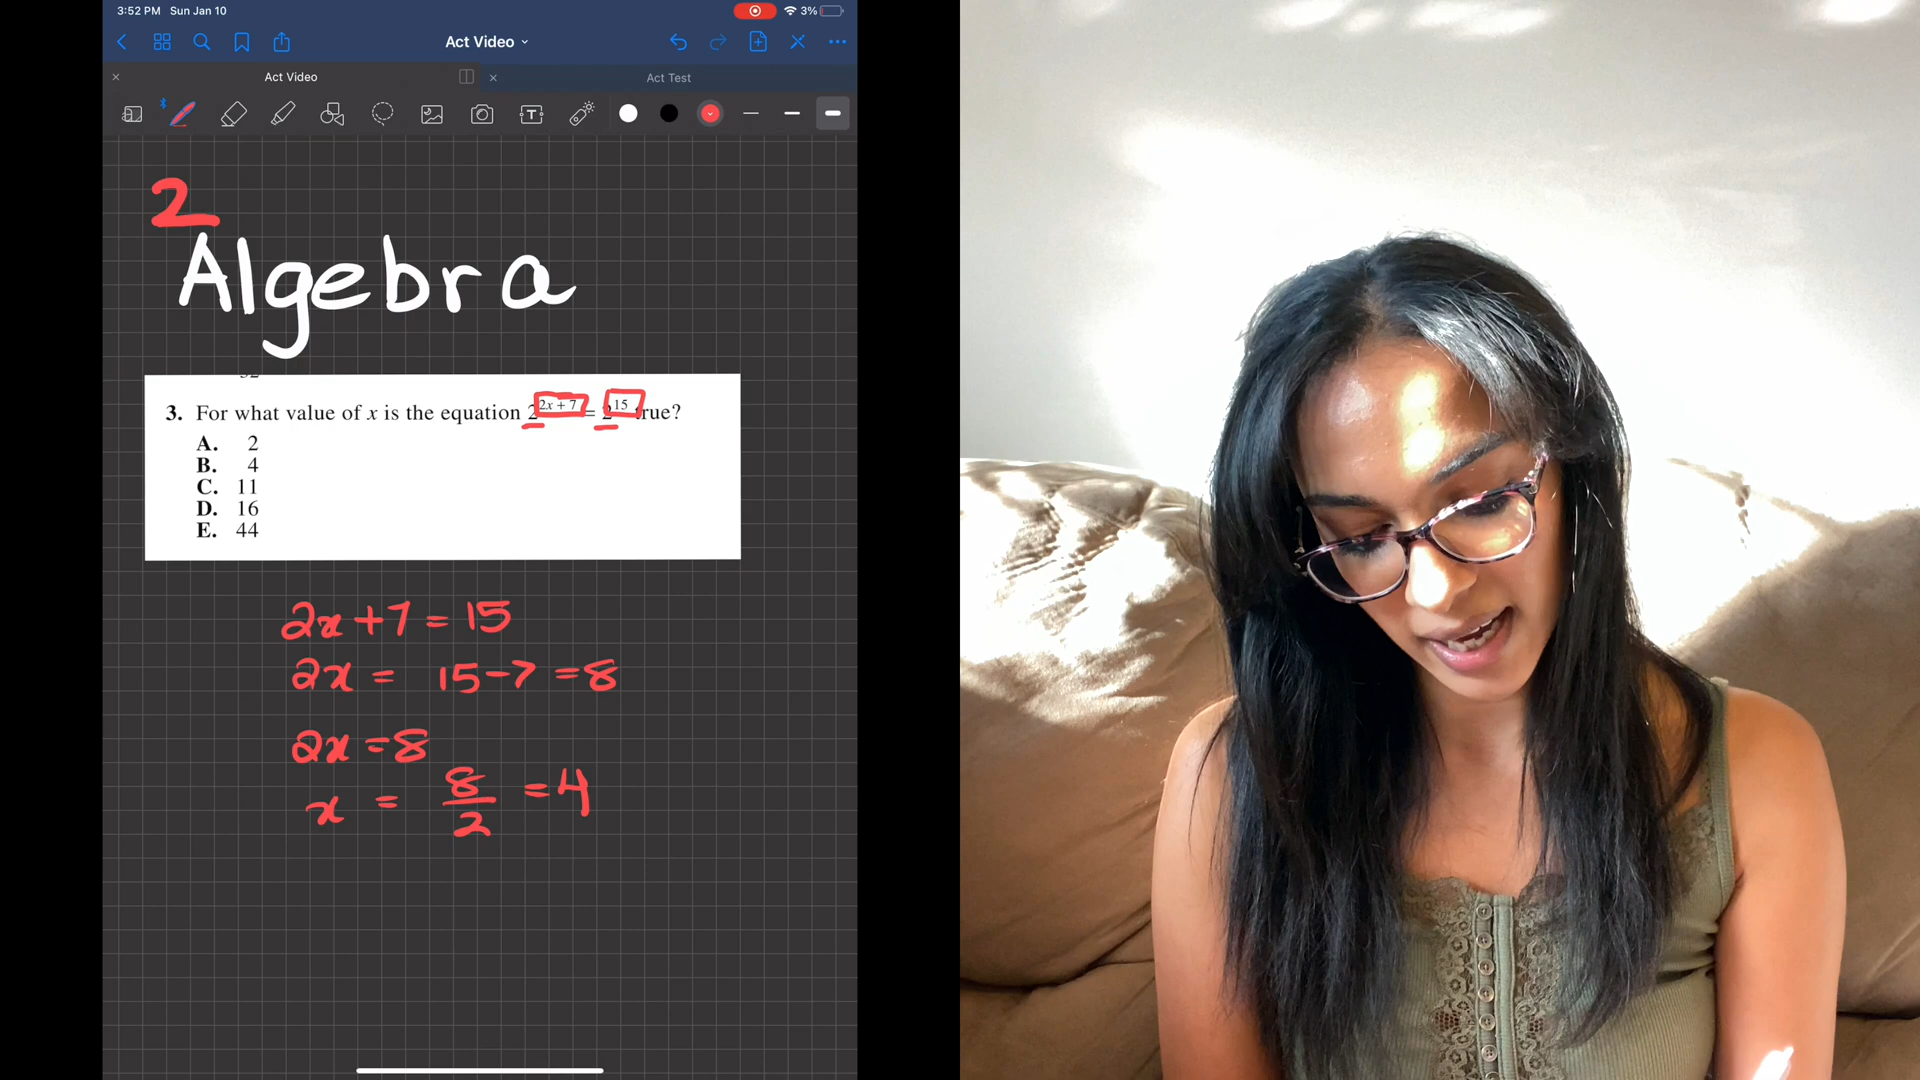 3:52 PM Sun Jan 10
3%
Act Video
Act Video
Act Test
T
2
Algebra
3. For what value of x is the equation 2^{2x + 7} = 2^{15} true?
A. 2
B. 4
C. 11
D. 16
E. 44
2x + 7 = 15
2x = 15 - 7 = 8
2x = 8
x = 8/2 = 4